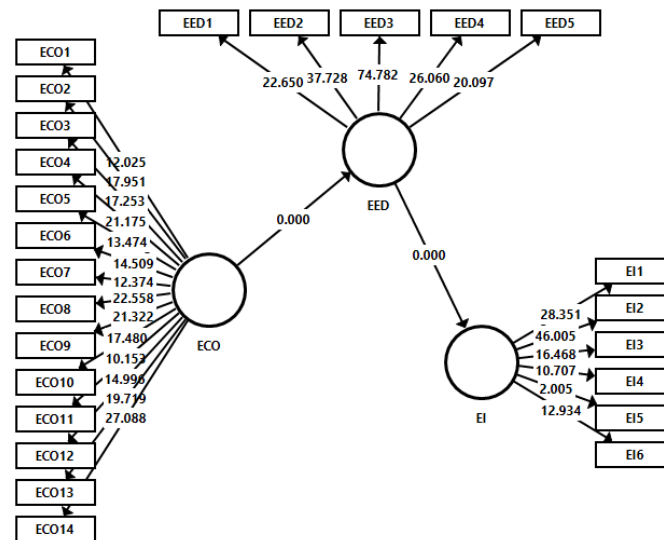 EED1
EED2
EED3
EED4
EED5
22.650
37.728
74.782
26.060
20.097
EED
ECO1
ECO2
ECO3
ECO4
ECO5
ECO6
ECO7
ECO8
ECO9
ECO10
ECO11
ECO12
ECO13
ECO14
12.025
17.951
17.253
21.175
13.474
14.509
12.374
22.558
21.322
17.480
10.153
14.996
19.719
27.088
ECO
0.000
0.000
EI
28.351
46.005
16.468
10.707
2.005
12.934
EI1
EI2
EI3
EI4
EI5
EI6